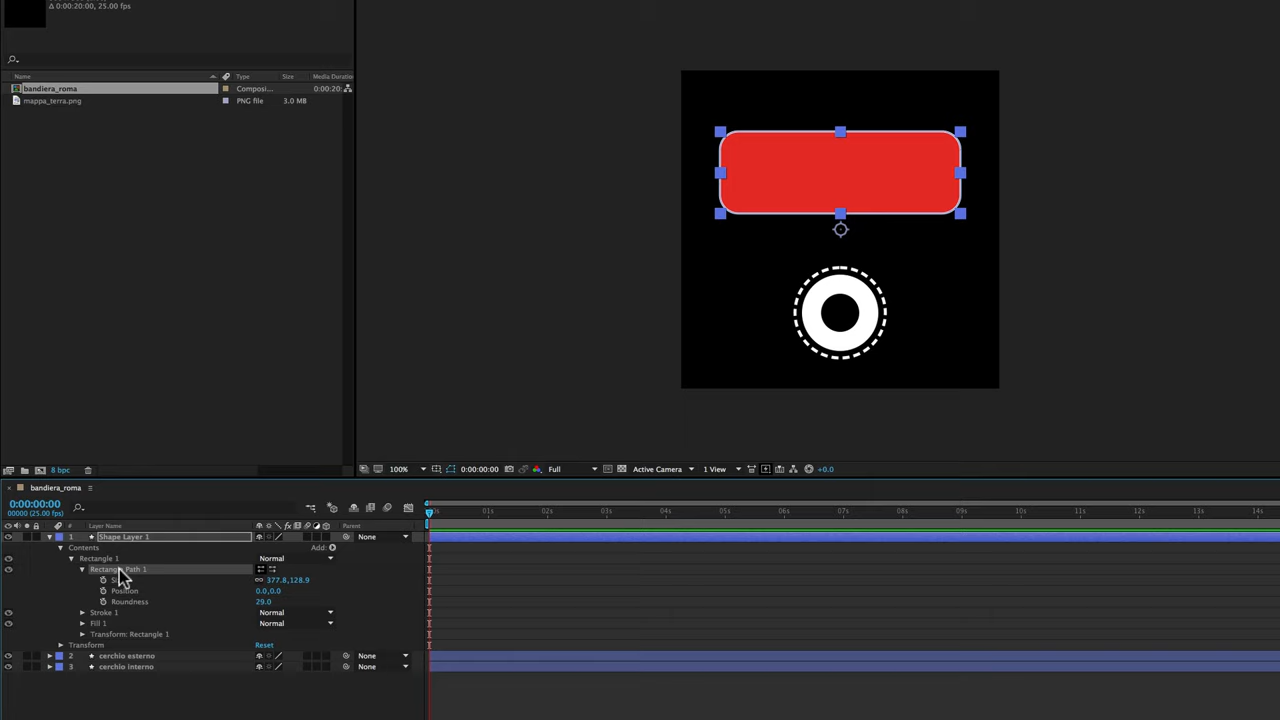 Δ 0:00:20:00, 25.00 fps
Name Type Size Media Duration
bandiera_roma Composi... 0:00:20:
mappa_terra.png PNG file 3.0 MB
8 bpc
100% 0:00:00:00 Full Active Camera 1 View +0.0
bandiera_roma
0:00:00:00
00000 (25.00 fps)
# Layer Name fx Parent
1 Shape Layer 1 None
Contents Add:
Rectangle 1 Normal
Rectangle Path 1
377.8,128.9
Position 0.0,0.0
Roundness 29.0
Stroke 1 Normal
Fill 1 Normal
Transform: Rectangle 1
Transform Reset
2 cerchio esterno None
3 cerchio interno None
01s 02s 03s 04s 05s 06s 07s 08s 09s 10s 11s 12s 13s 14s